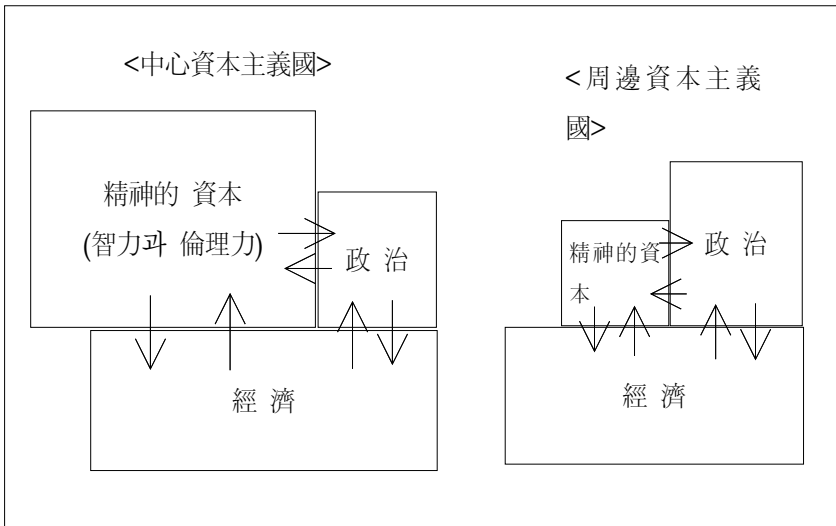 <中心資本主義國>
精神的 資本
(智力과 倫理力)
政 治
經 濟
<周邊資本主義
國>
精神的資
本
政 治
經 濟